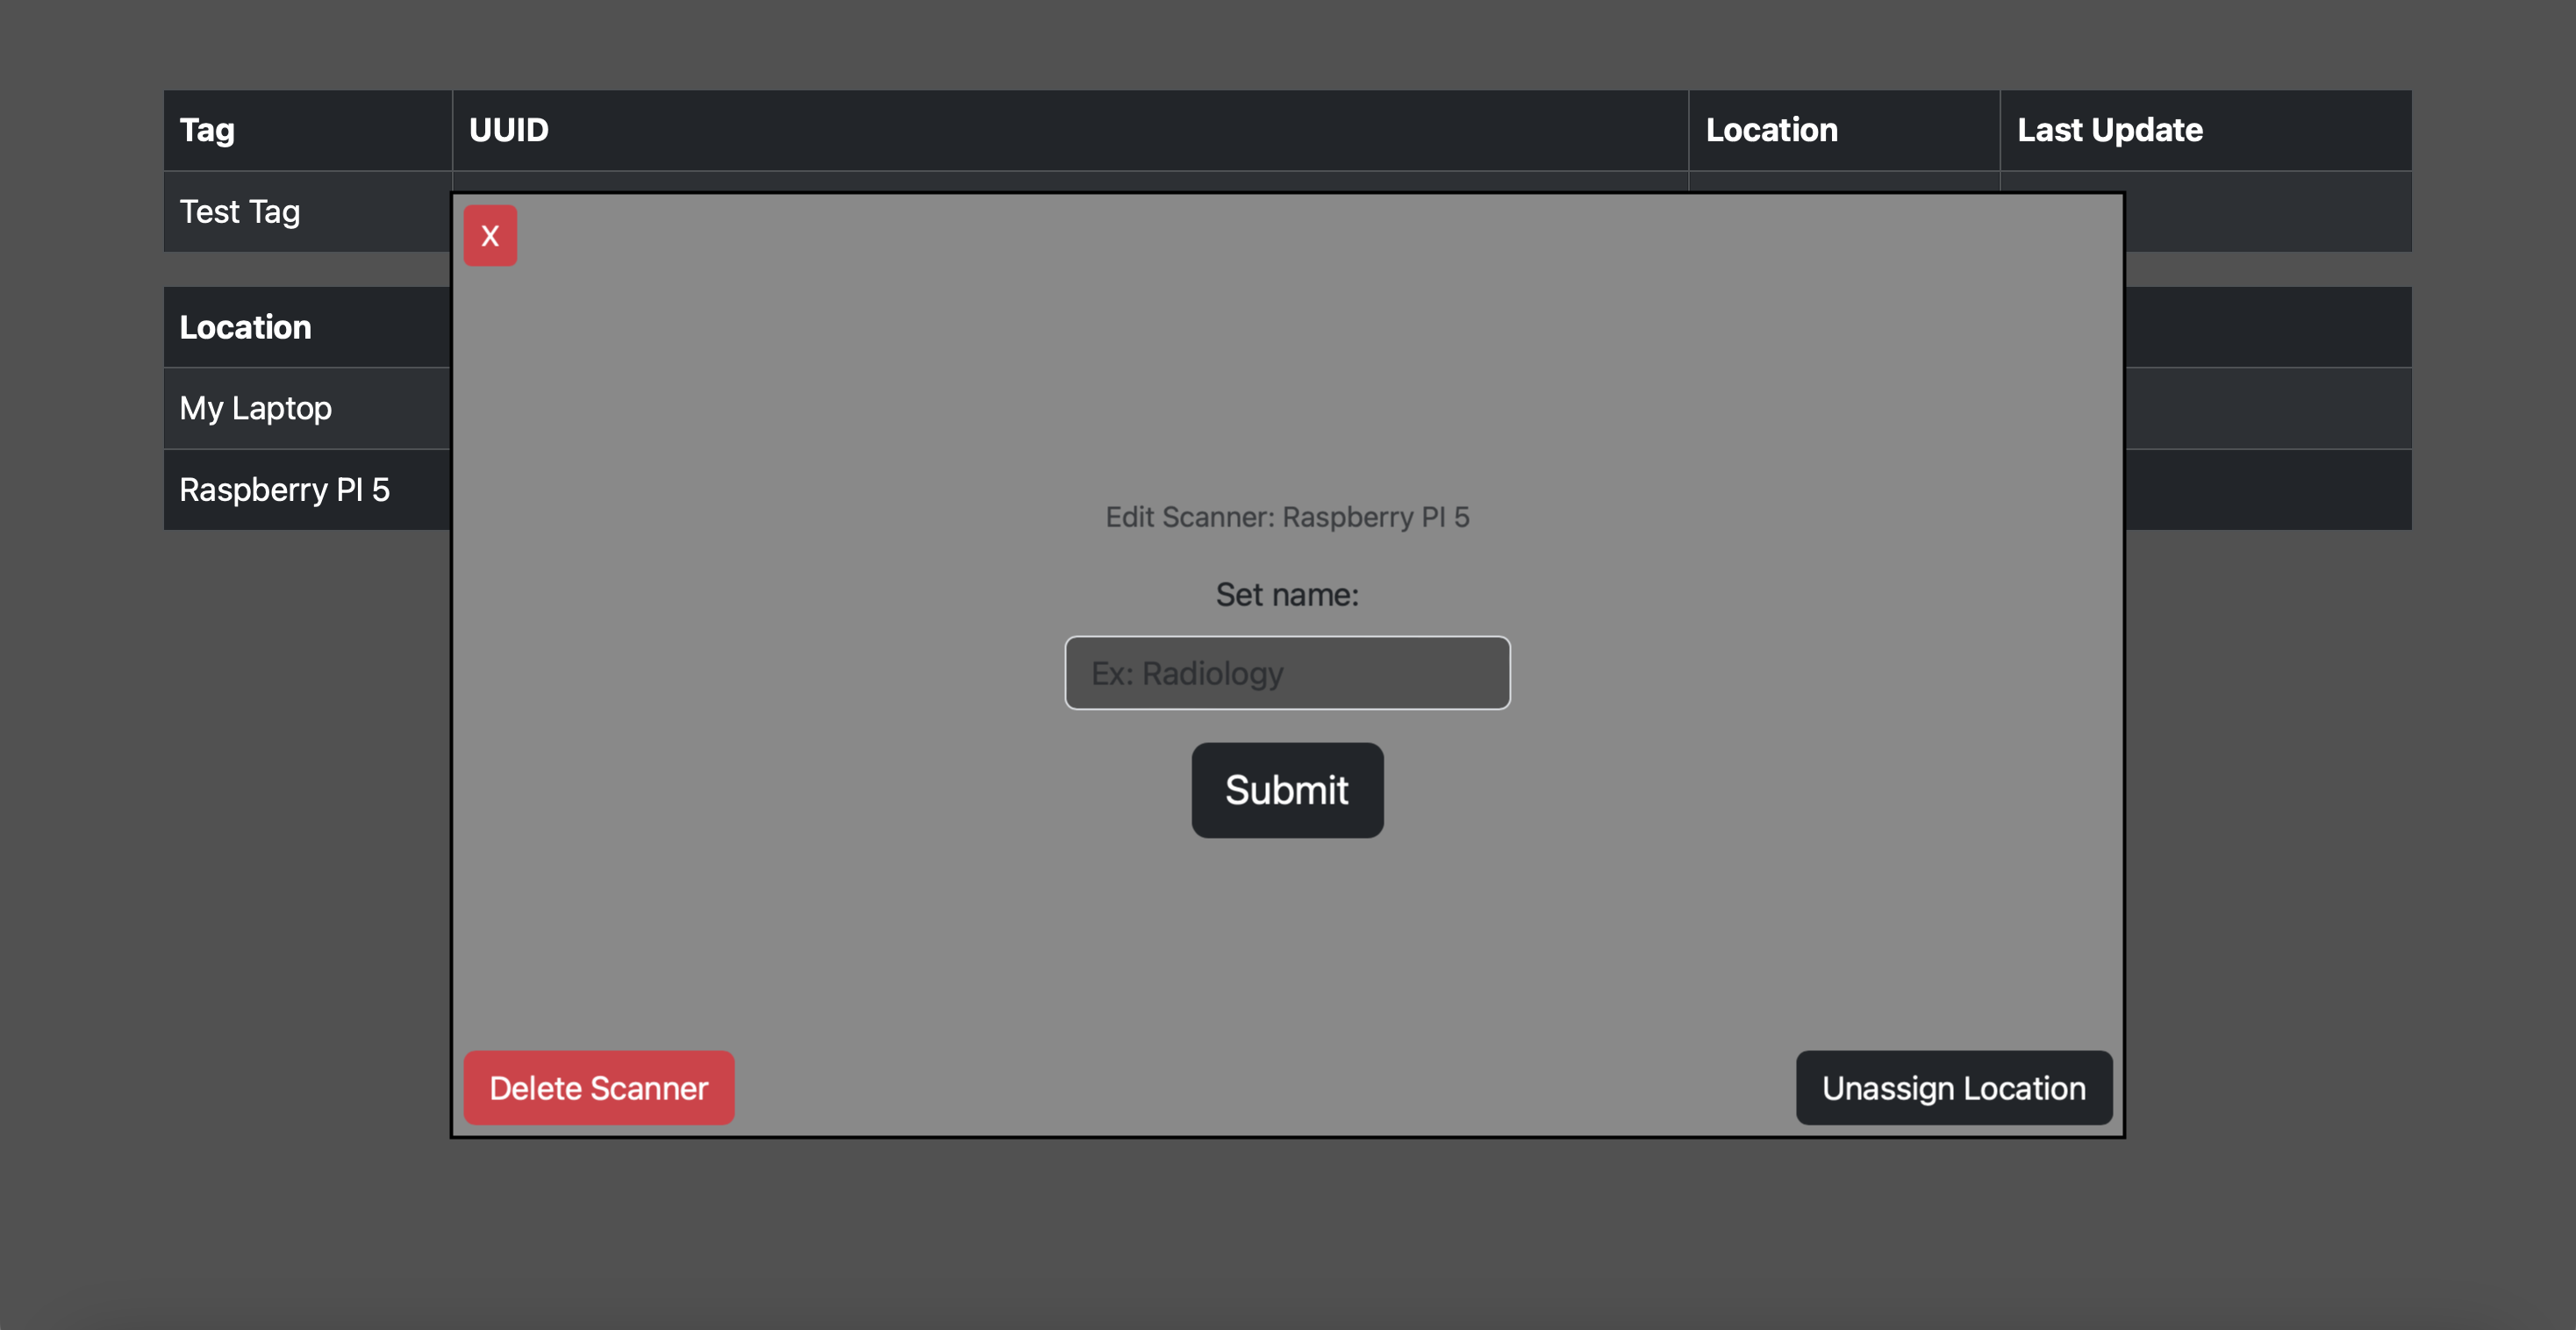 Tag UUID Location Last Update
Test Tag
X
Location
My Laptop
Raspberry PI 5
Edit Scanner: Raspberry PI 5
Set name:
Ex: Radiology
Submit
Delete Scanner Unassign Location